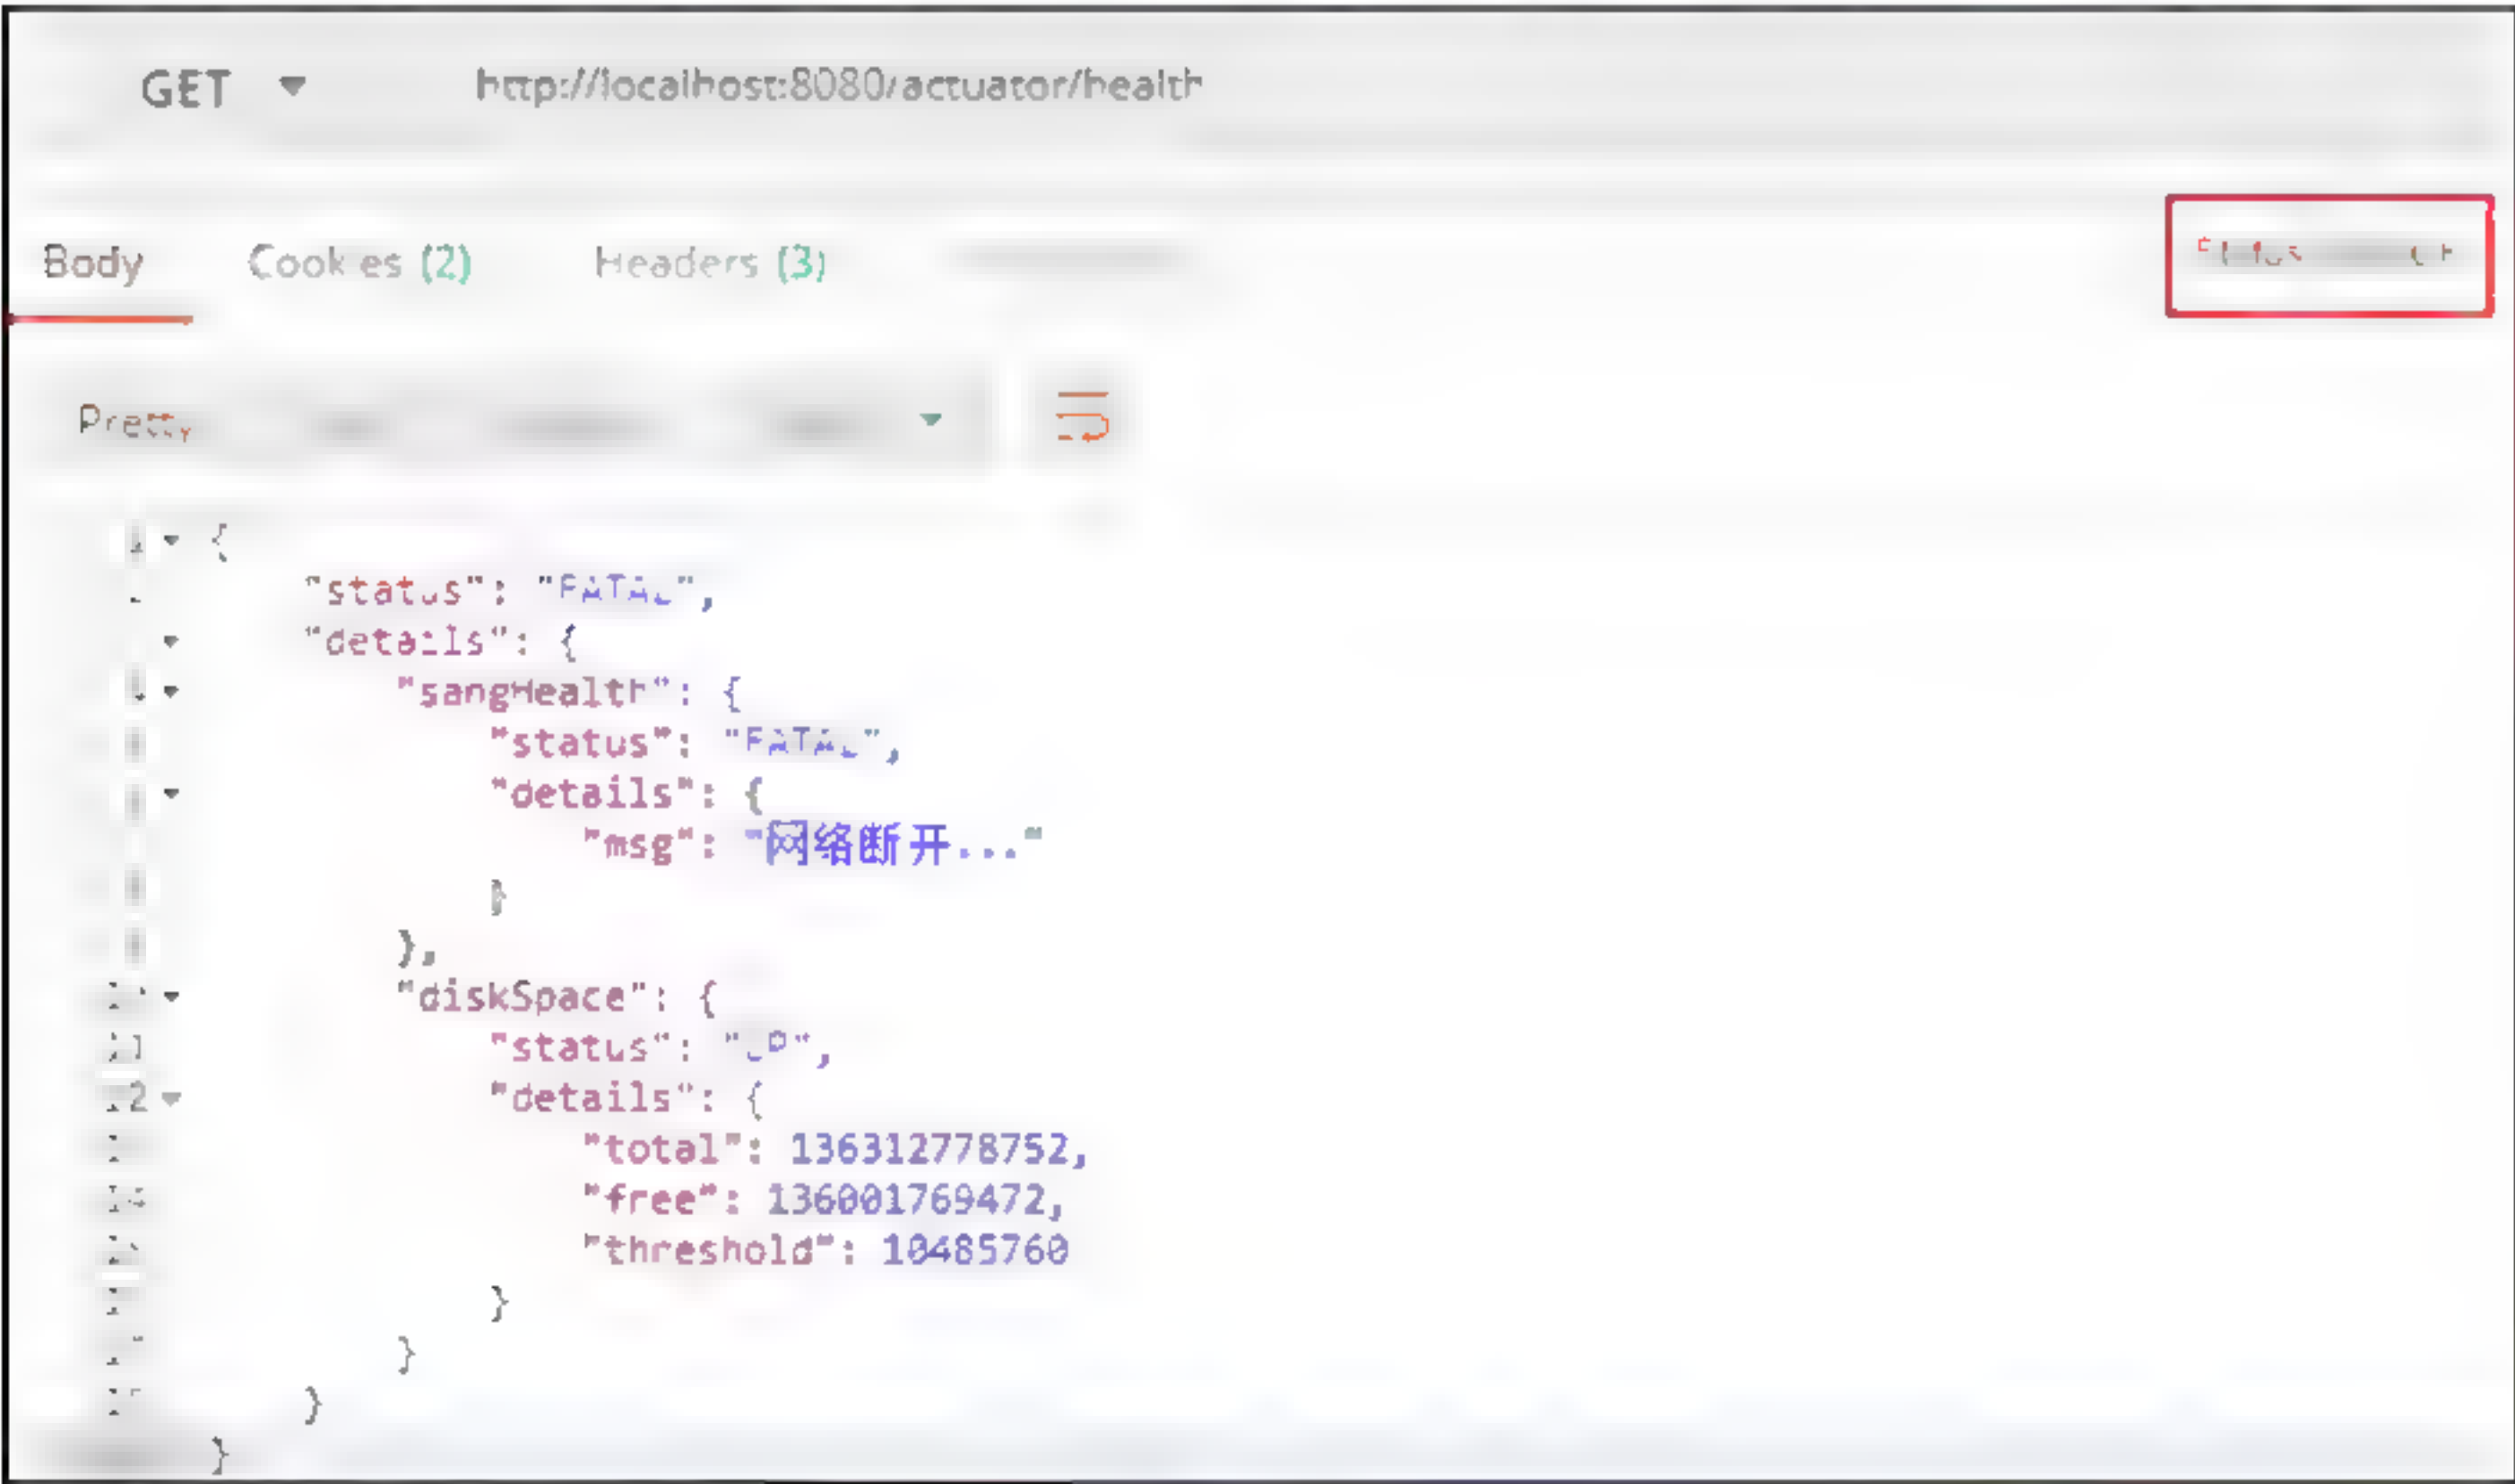 GET http://localhost:8080/actuator/health
Body Cookies (2) Headers (3)
Pretty
{
"status": "FATAL",
"details": {
"sangHealth": {
"status": "FATAL",
"details": {
"msg": "网络断开..."
}
},
"diskSpace": {
"status": "UP",
"details": {
"total": 136312778752,
"free": 136001769472,
"threshold": 10485760
}
}
}
}